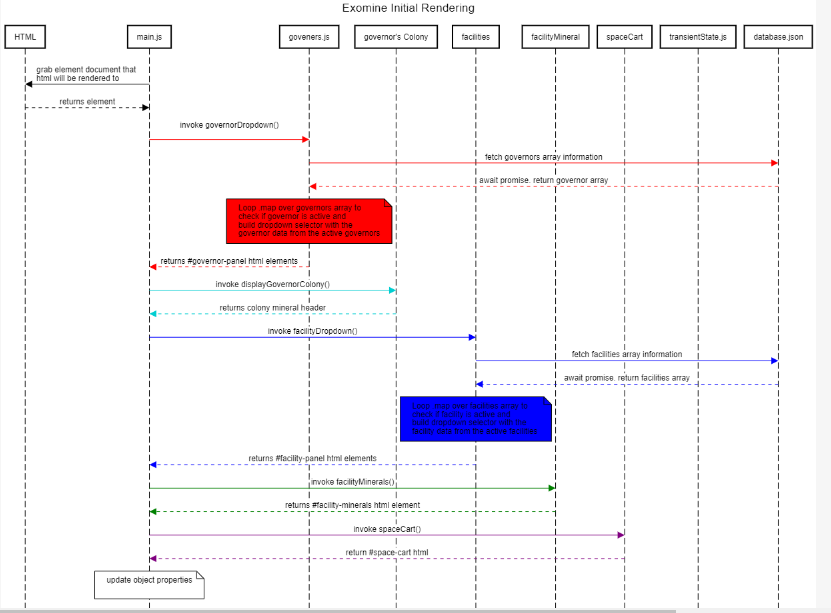 Exomine Initial Rendering
HTML
main.js
goveners.js
governor's Colony
facilities
facilityMineral
spaceCart
transientState.js
database.json
grab element document that
html will be rendered to
returns element
invoke governorDropdown()
fetch governors array information
await promise. return governor array
Loop .map over governors array to
check if governor is active and
build dropdown selector with the
governor data from the active governors
returns #governor-panel html elements
invoke displayGovernorColony()
returns colony mineral header
invoke facilityDropdown()
fetch facilities array information
await promise. return facilities array
Loop .map over facilities array to
check if facility is active and
build dropdown selector with the
facility data from the active facilities
returns #facility-panel html elements
invoke facilityMinerals()
returns #facility-minerals html element
invoke spaceCart()
return #space-cart html
update object properties